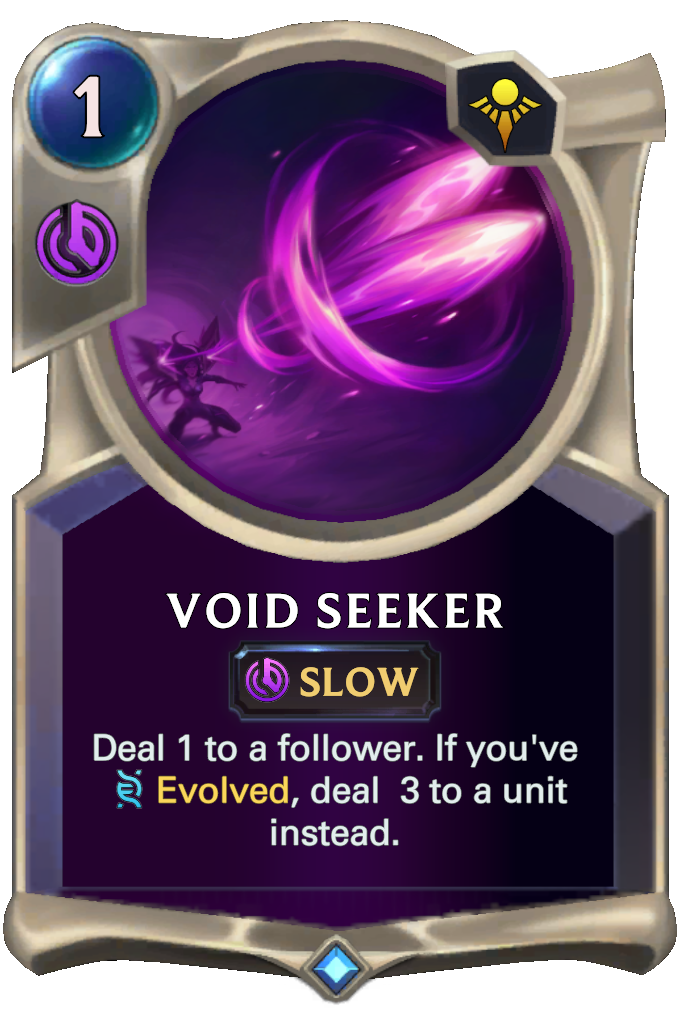 1
VOID SEEKER
SLOW
Deal 1 to a follower. If you've
Evolved, deal  3 to a unit
instead.